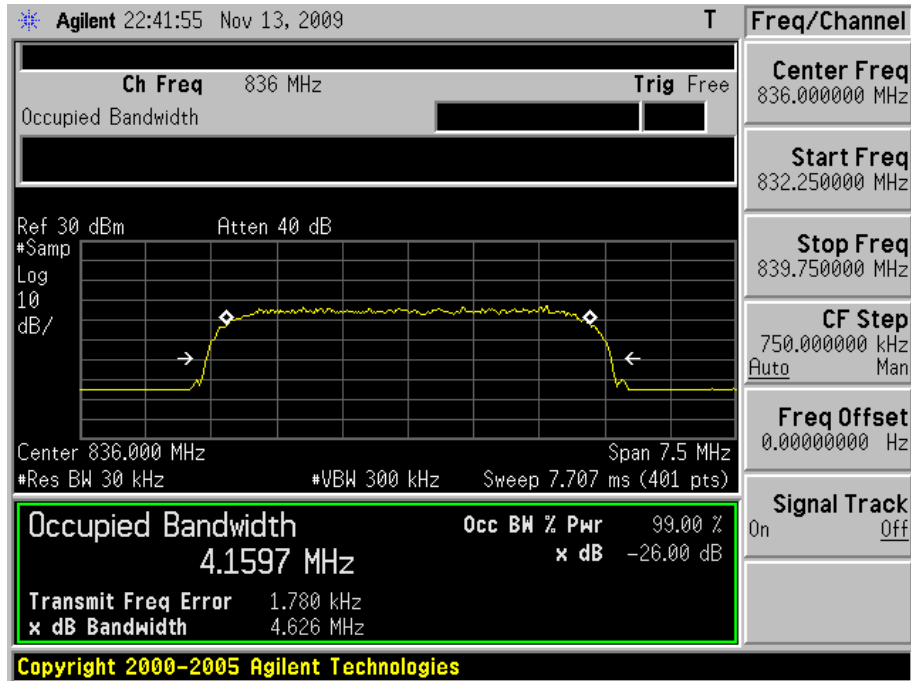 Agilent 22:41:55 Nov 13, 2009 T
Ch Freq 836 MHz Trig Free
Occupied Bandwidth
Ref 30 dBm Atten 40 dB
#Samp
Log
10
dB/
Center 836.000 MHz Span 7.5 MHz
#Res BW 30 kHz #VBW 300 kHz Sweep 7.707 ms (401 pts)
Occupied Bandwidth Occ BW % Pwr 99.00 %
4.1597 MHz x dB -26.00 dB
Transmit Freq Error 1.780 kHz
x dB Bandwidth 4.626 MHz
Copyright 2000-2005 Agilent Technologies
Freq/Channel
Center Freq
836.000000 MHz
Start Freq
832.250000 MHz
Stop Freq
839.750000 MHz
CF Step
750.000000 kHz
Auto Man
Freq Offset
0.00000000 Hz
Signal Track
On Off